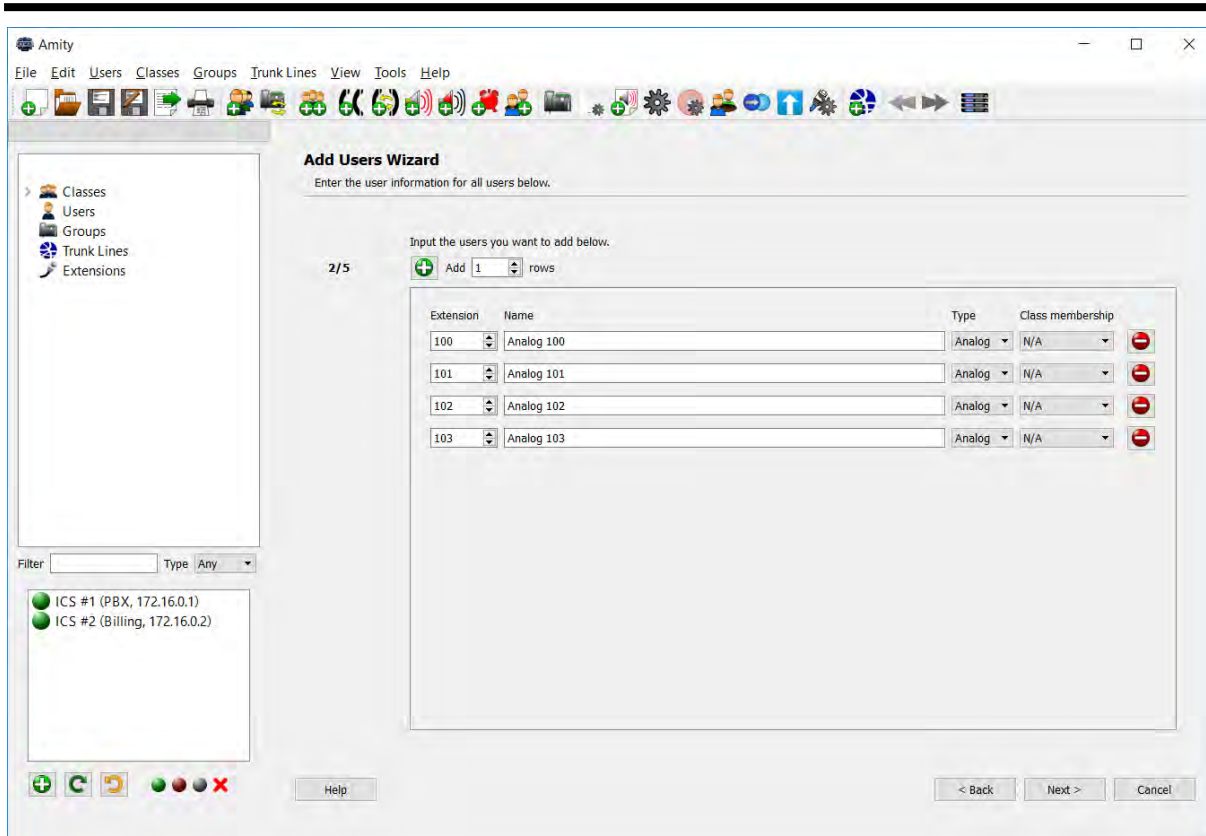 Amity
File Edit Users Classes Groups Trunk Lines View Tools Help
Classes
Users
Groups
Trunk Lines
Extensions
Filter Type Any
ICS #1 (PBX, 172.16.0.1)
ICS #2 (Billing, 172.16.0.2)
Add Users Wizard
Enter the user information for all users below.
2/5
Input the users you want to add below.
Add 1 rows
Extension Name Type Class membership
100 Analog 100 Analog N/A
101 Analog 101 Analog N/A
102 Analog 102 Analog N/A
103 Analog 103 Analog N/A
Help < Back Next > Cancel